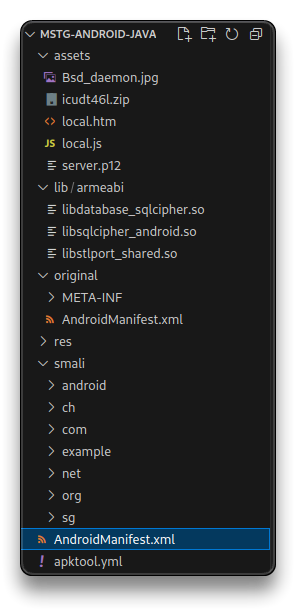 MSTG-ANDROID-JAVA
assets
Bsd_daemon.jpg
icudt46l.zip
local.htm
JS local.js
server.p12
lib/armeabi
libdatabase_sqlcipher.so
libsqlcipher_android.so
libstlport_shared.so
original
META-INF
AndroidManifest.xml
res
smali
android
ch
com
example
net
org
sg
AndroidManifest.xml
! apktool.yml